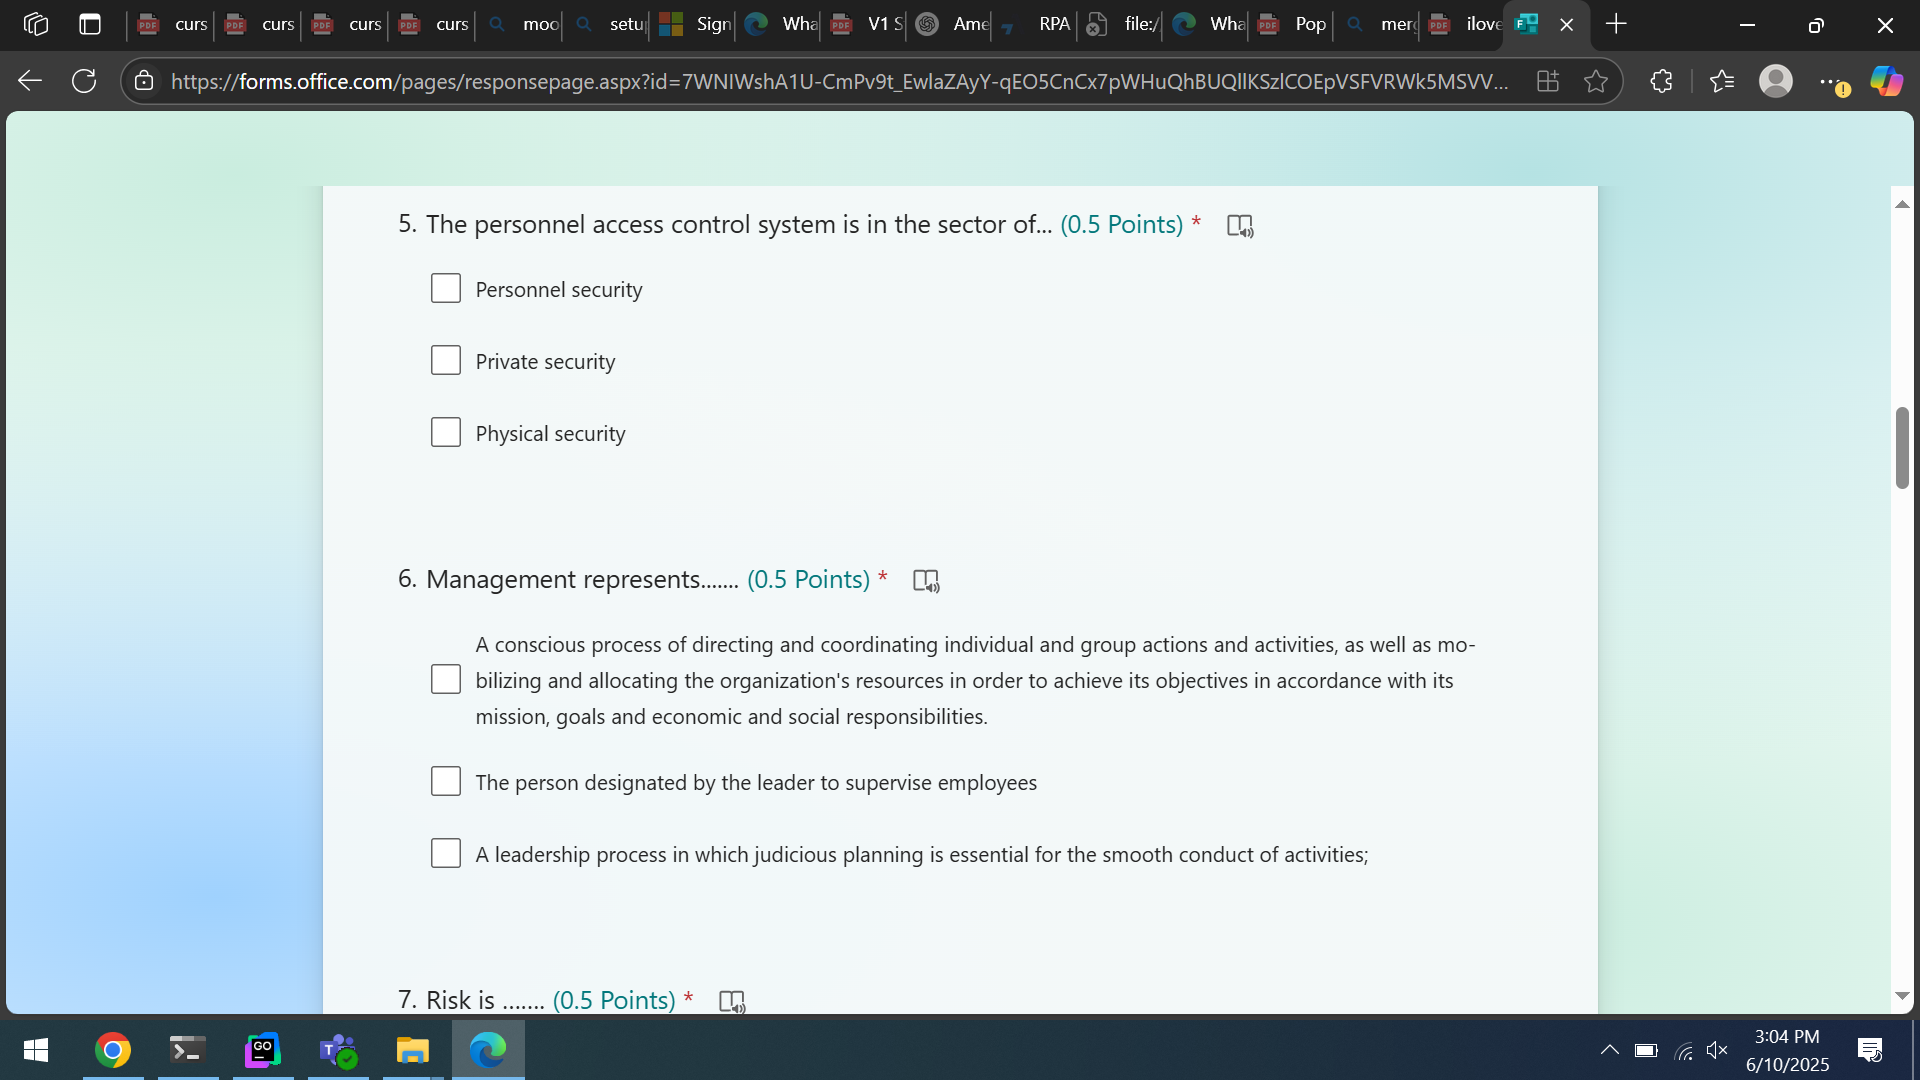 curs
curs
curs
curs
moo
setu
Sign
Wha
V1 S
Ame
RPA
file:/
Wha
Pop
mer
ilove
https://forms.office.com/pages/responsepage.aspx?id=7WNIWshA1U-CmPv9t_EwlaZAyY-qEO5CnCx7pWHuQhBUQllKSzlCOEpVSFVRWk5MSVV...
5. The personnel access control system is in the sector of... (0.5 Points) *
Personnel security
Private security
Physical security
6. Management represents....... (0.5 Points) *
A conscious process of directing and coordinating individual and group actions and activities, as well as mo-
bilizing and allocating the organization's resources in order to achieve its objectives in accordance with its
mission, goals and economic and social responsibilities.
The person designated by the leader to supervise employees
A leadership process in which judicious planning is essential for the smooth conduct of activities;
7. Risk is ....... (0.5 Points) *
3:04 PM
6/10/2025